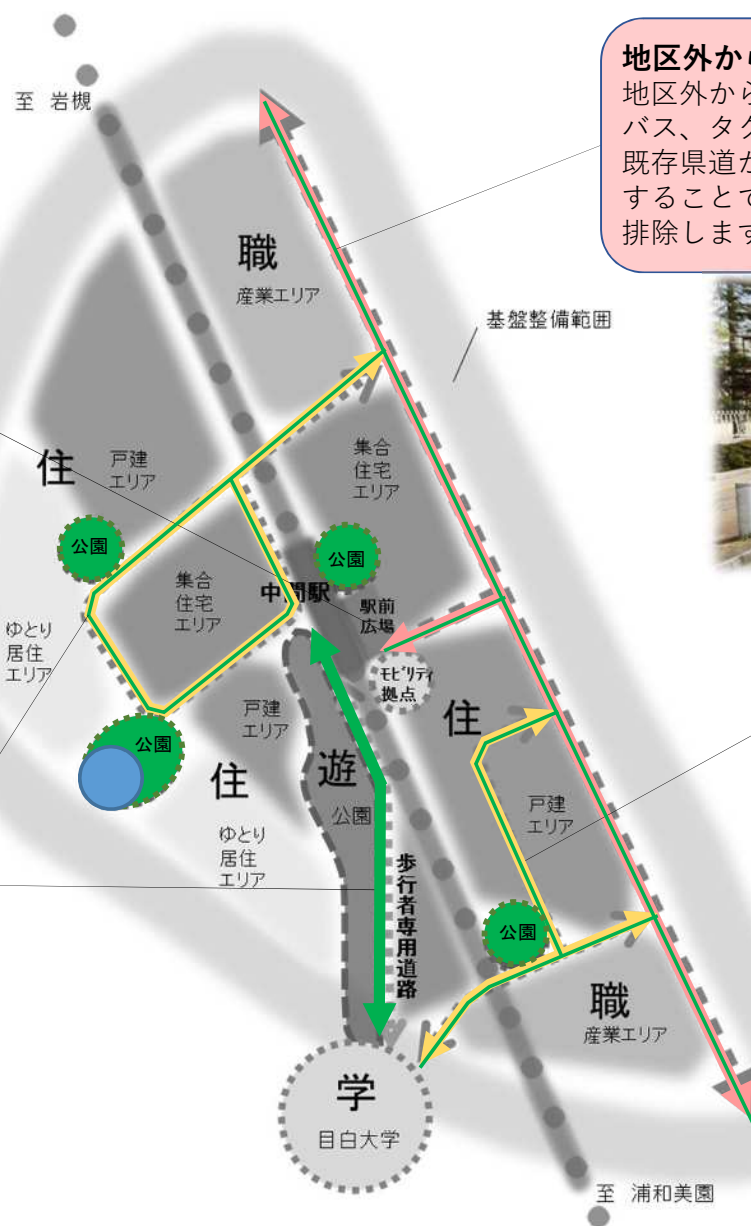 地区外から
地区外から
バス、タク
既存県道か
することで
排除します
至 岩槻
職
産業エリア
基盤整備範囲
住
戸建
エリア
集合
住宅
エリア
公園
公園
集合
住宅
エリア
中間駅
駅前
広場
ゆとり
居住
エリア
モビリティ
拠点
公園
戸建
エリア
住
住
遊
公園
戸建
エリア
ゆとり
居住
エリア
歩行者専用道路
公園
職
産業エリア
学
目白大学
至 浦和美園